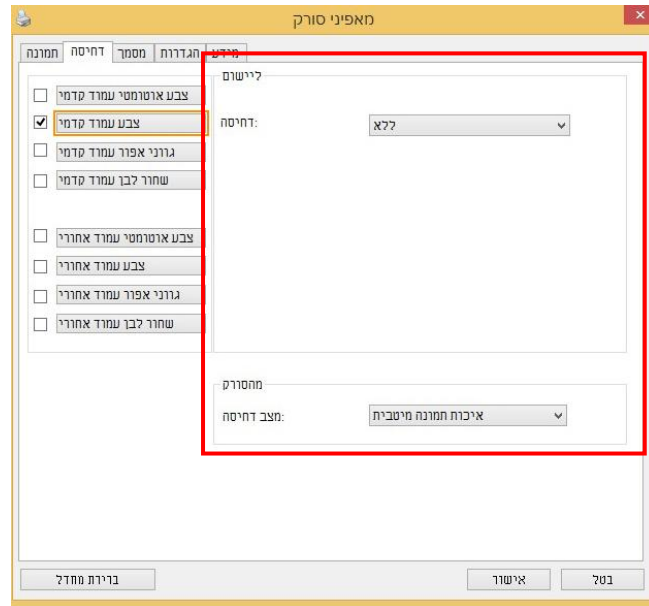 מאפיני סורק
תמונה דחיסה מסמך הגדרות מידע
צבע אוטומטי עמוד קדמי
צבע עמוד קדמי
גווני אפור עמוד קדמי
שחור לבן עמוד קדמי
צבע אוטומטי עמוד אחורי
צבע עמוד אחורי
גווני אפור עמוד אחורי
שחור לבן עמוד אחורי
ליישום
דחיסה:
ללא
מהסורק
מצב דחיסה:
איכות תמונה מיטבית
ברירת מחדל
אישור
בטל